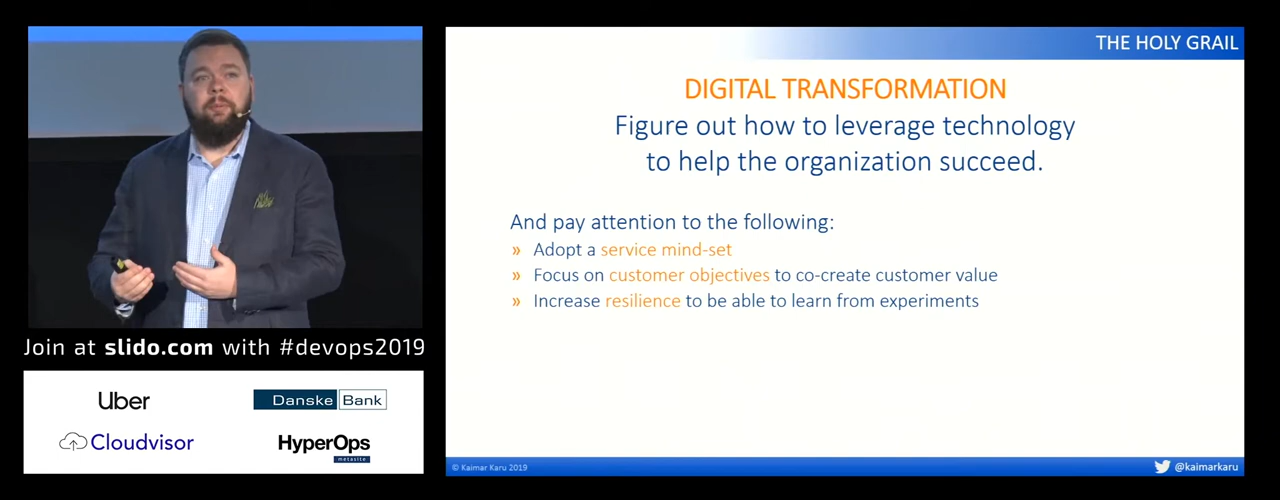 THE HOLY GRAIL
DIGITAL TRANSFORMATION
Figure out how to leverage technology
to help the organization succeed.
And pay attention to the following:
» Adopt a service mind-set
» Focus on customer objectives to co-create customer value
» Increase resilience to be able to learn from experiments
© Kaimar Karu 2019
@kaimarkaru
Join at slido.com with #devops2019
Uber
Danske Bank
Cloudvisor
HyperOps
metasite